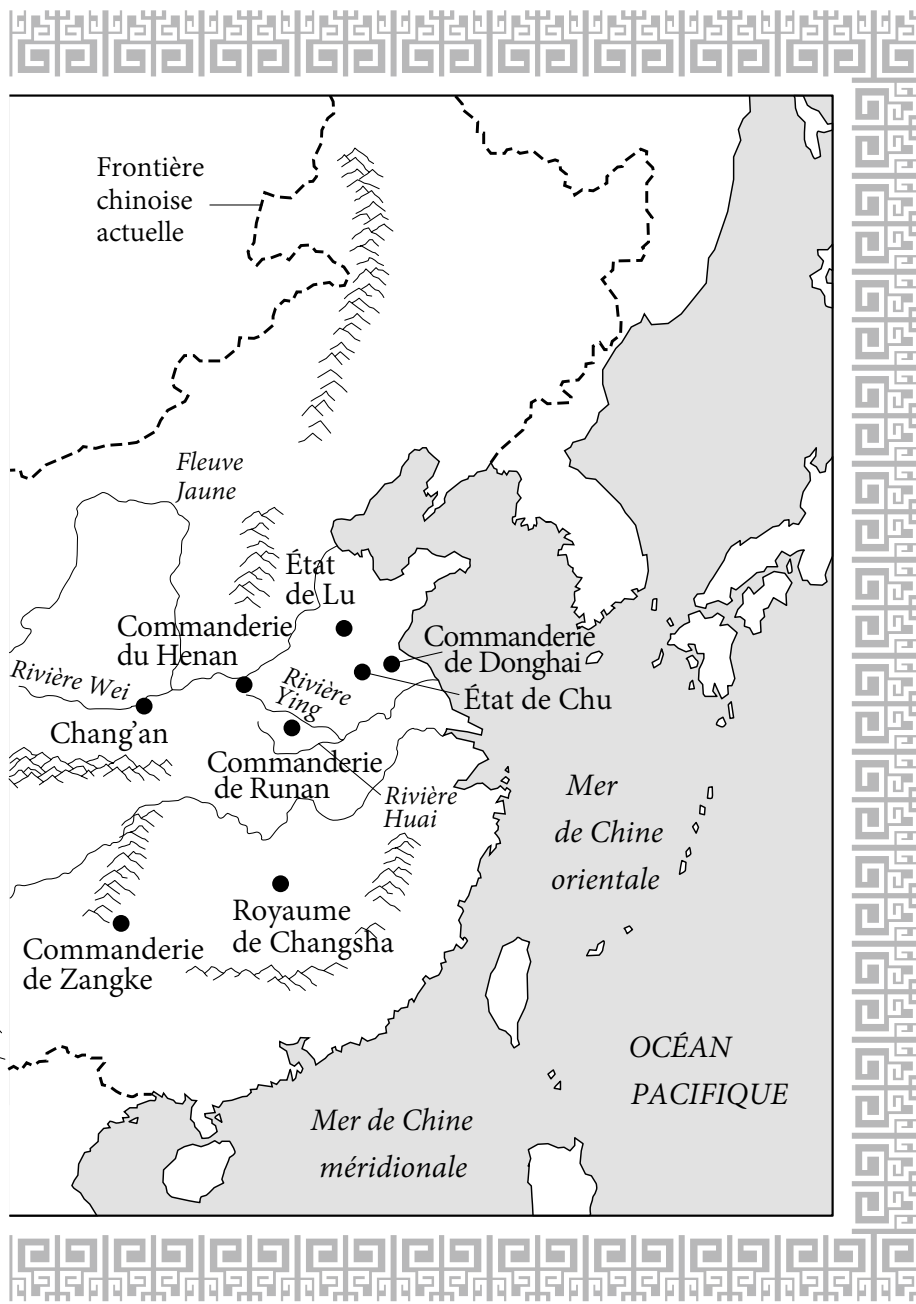 Frontière
chinoise
actuelle
Fleuve
Jaune
État
de Lu
Commanderie
du Henan
Commanderie
de Donghai
Rivière Wei
Rivière
Ying
État de Chu
Chang’an
Commanderie
de Runan
Rivière
Huai
Mer
de Chine
orientale
Royaume
de Changsha
Commanderie
de Zangke
OCÉAN
PACIFIQUE
Mer de Chine
méridionale